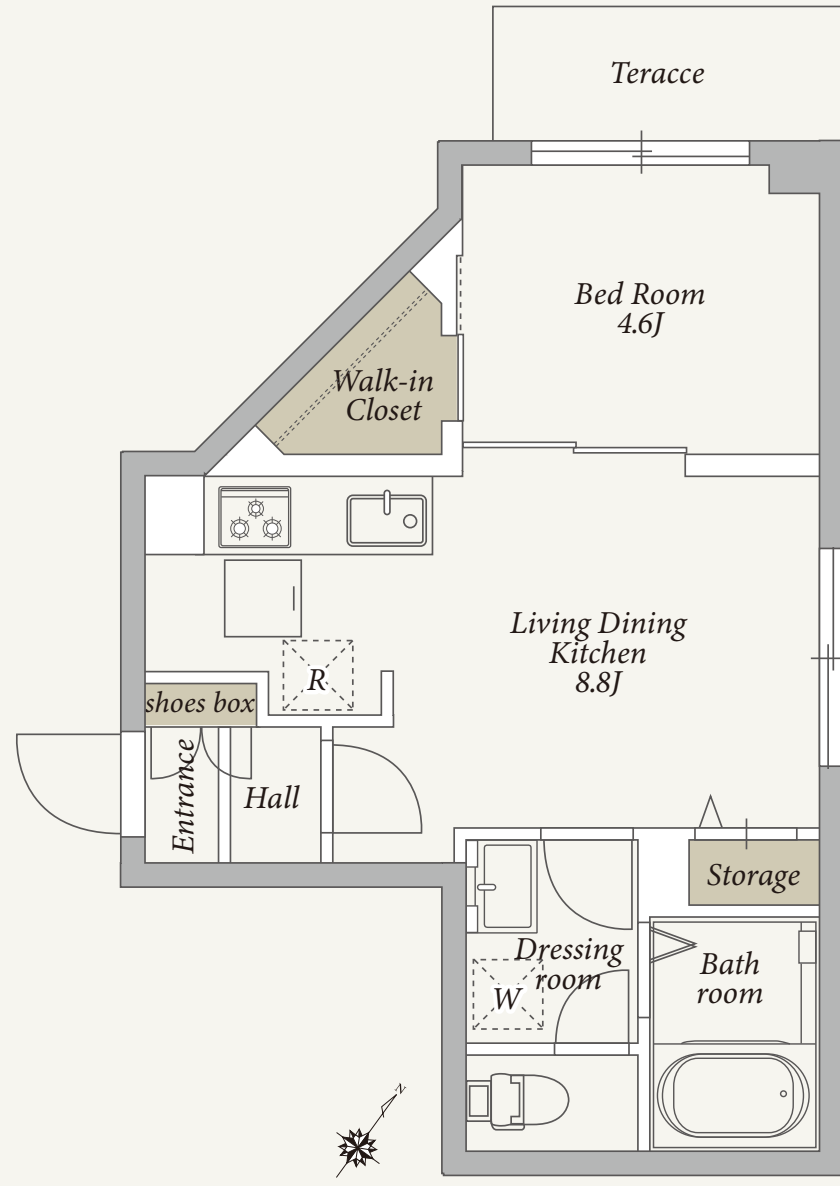 Teracce
Bed Room
4.6J
Walk-in
Closet
Living Dining
Kitchen
8.8J
R
shoes box
Entrance
Hall
Storage
Dressing
room
W
Bath
room
N